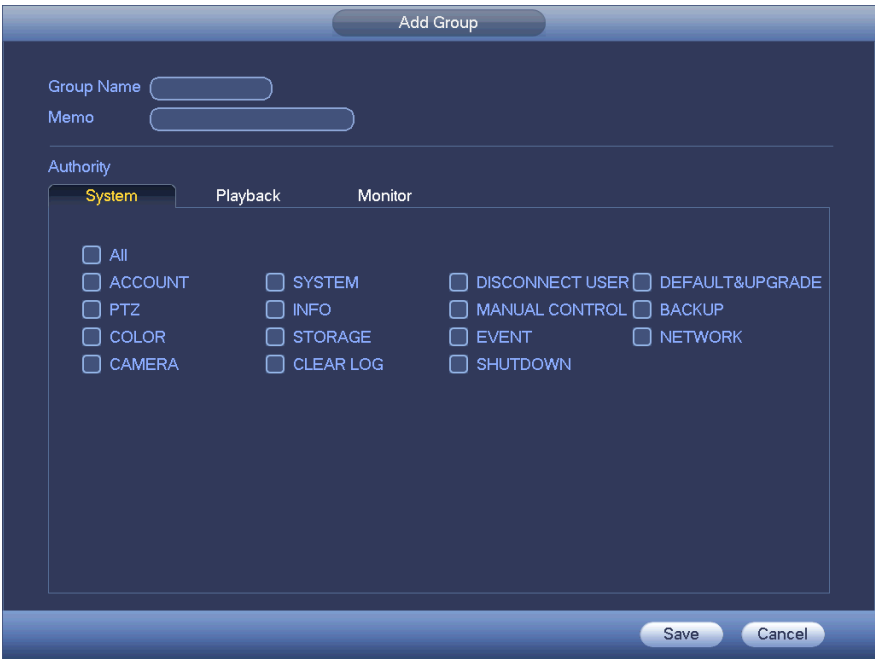 Add Group
Group Name
Memo
Authority
System Playback Monitor
All
ACCOUNT SYSTEM DISCONNECT USER DEFAULT&UPGRADE
PTZ INFO MANUAL CONTROL BACKUP
COLOR STORAGE EVENT NETWORK
CAMERA CLEAR LOG SHUTDOWN
Save Cancel